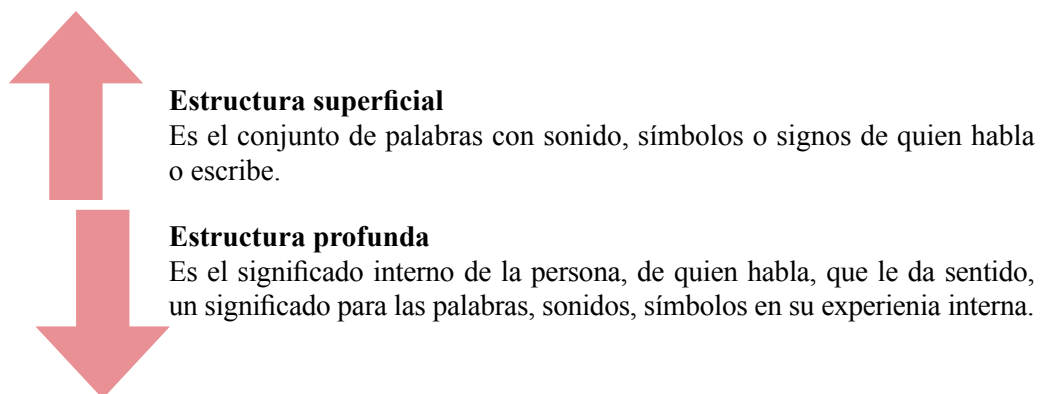 Estructura superficial
Es el conjunto de palabras con sonido, símbolos o signos de quien habla
o escribe.
Estructura profunda
Es el significado interno de la persona, de quien habla, que le da sentido,
un significado para las palabras, sonidos, símbolos en su experienia interna.